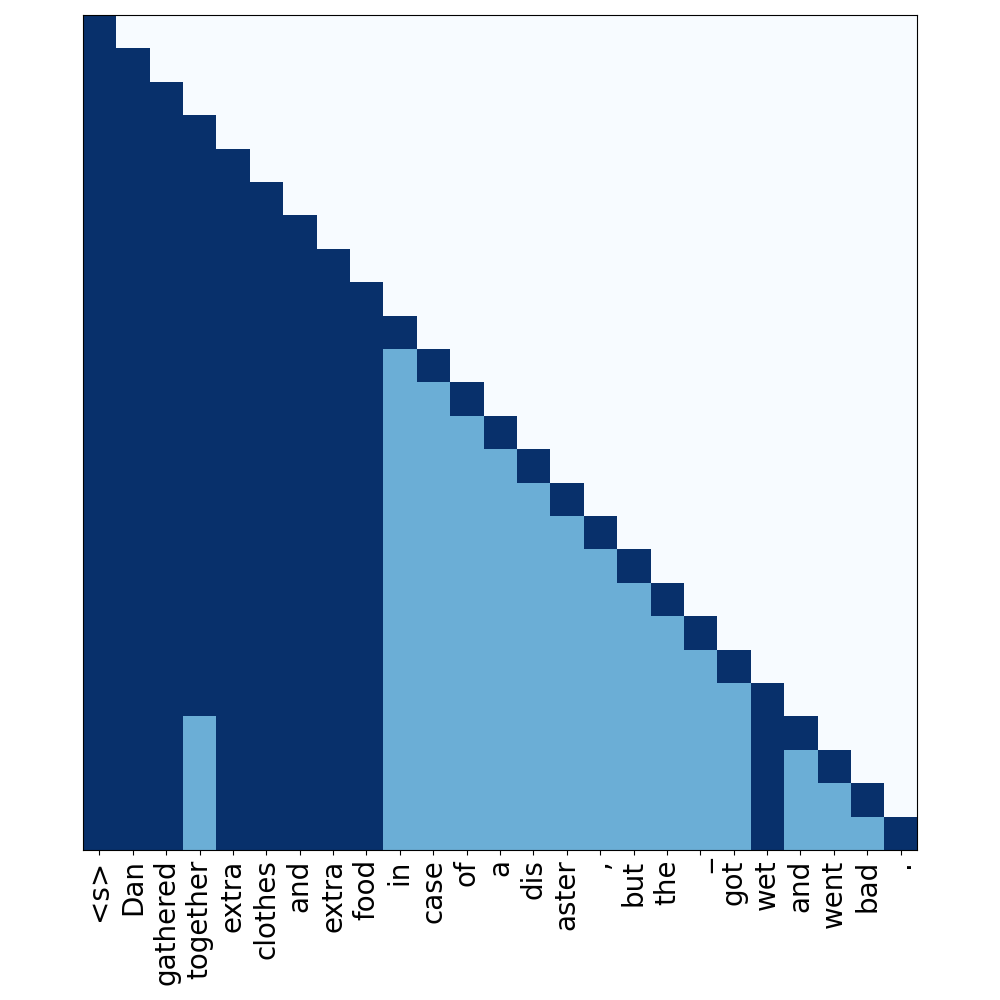 <s> Dan gathered together extra clothes and extra food in case of a dis aster , but the _ got wet and went bad .